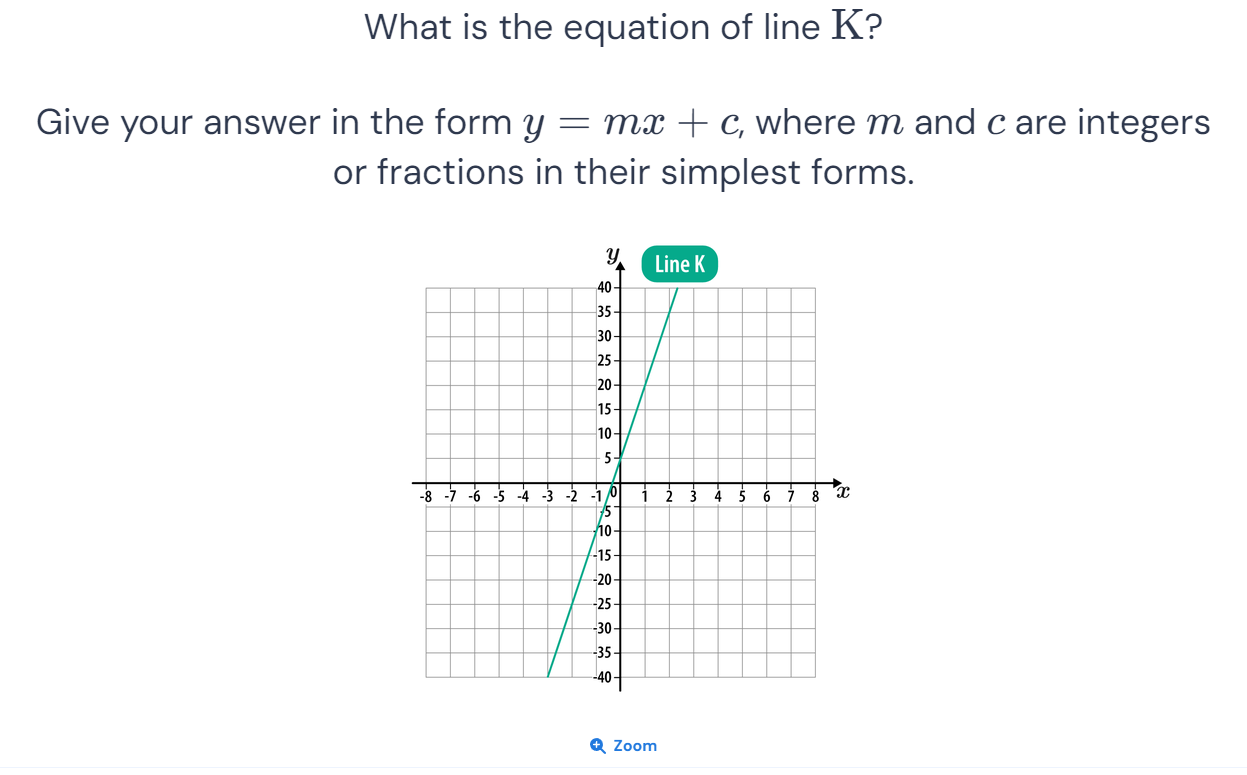 What is the equation of line K?
Give your answer in the form y = mx + c, where m and c are integers
or fractions in their simplest forms.
y
Line K
40
35
30
25
20
15
10
5
-8 -7 -6 -5 -4 -3 -2 -1 0 1 2 3 4 5 6 7 8 x
-5
-10
-15
-20
-25
-30
-35
-40
Zoom